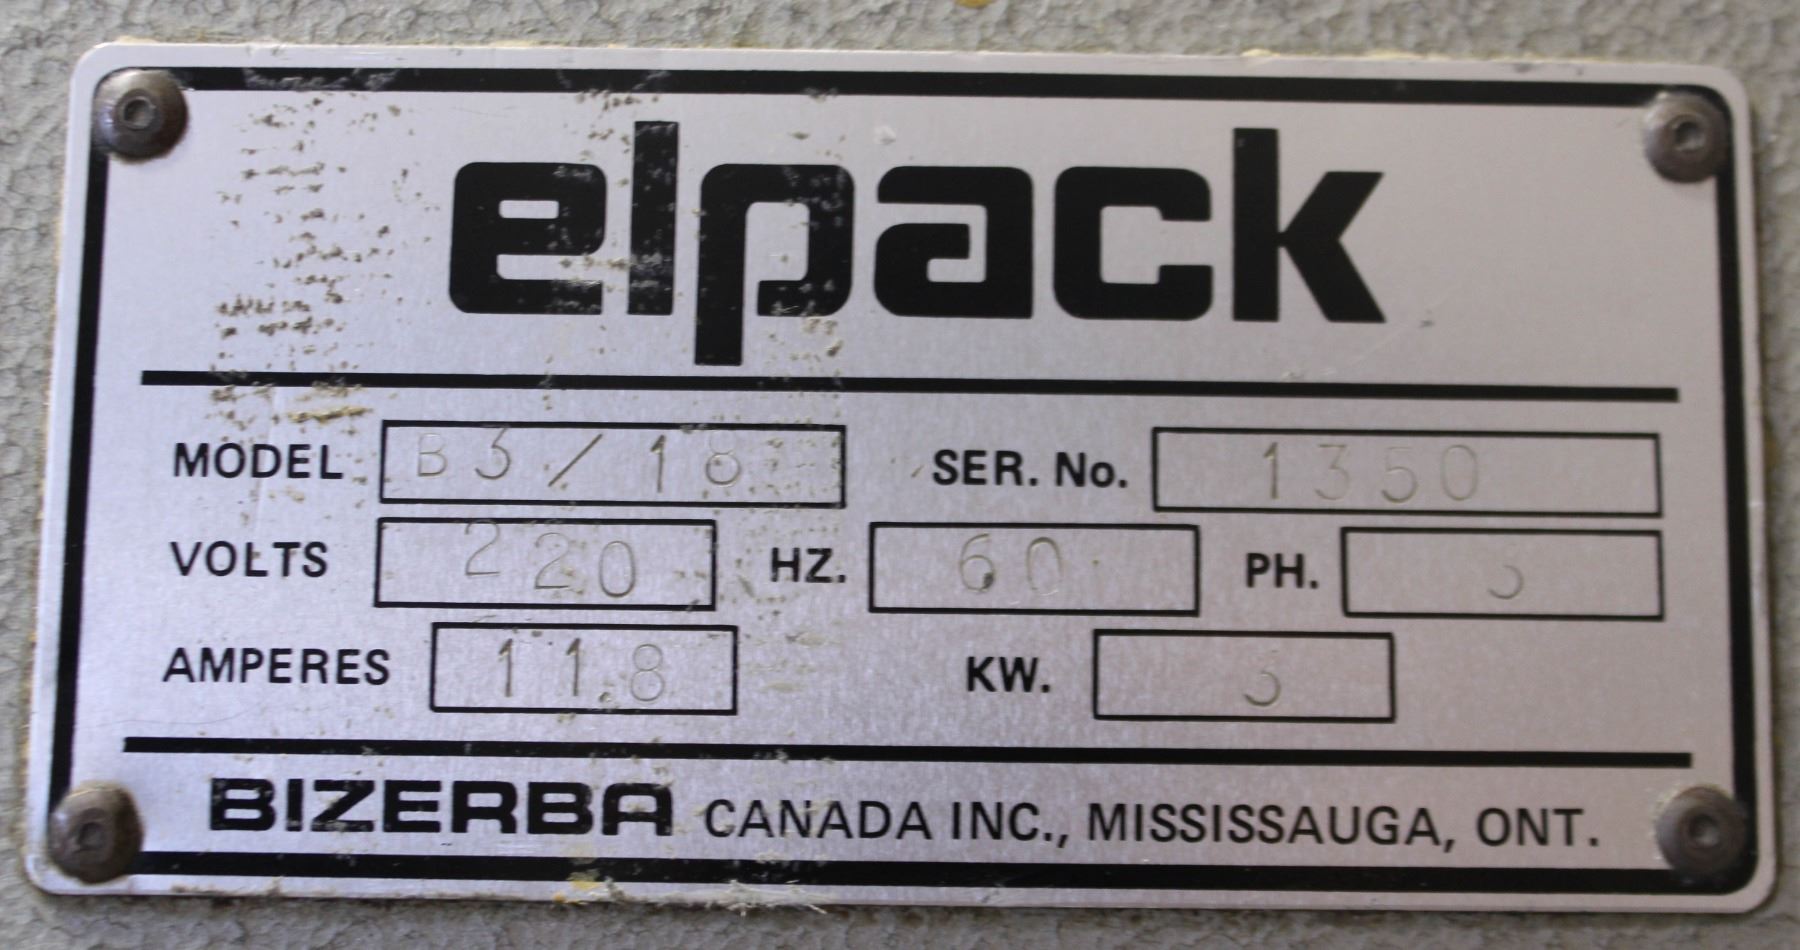 elpack
MODEL B3/18 SER. No. 1350
VOLTS 220 HZ. 60 PH. 3
AMPERES 11.8 KW. 3
BIZERBA CANADA INC., MISSISSAUGA, ONT.